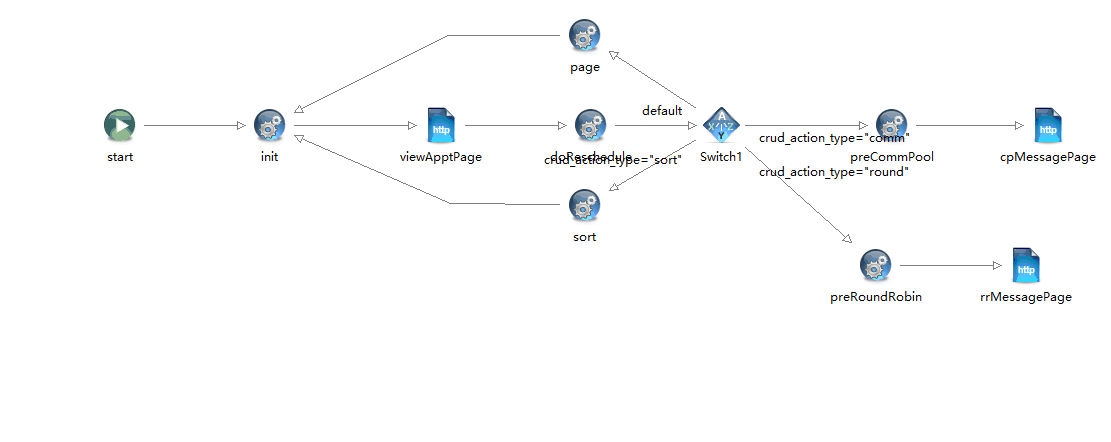 page
default
start
init
http
viewApptPage
doReschedule
crud_action_type="sort"
A
X/Z
Y
Switch1
crud_action_type="comm"
preCommPool
http
cpMessagePage
crud_action_type="round"
sort
preRoundRobin
http
rrMessagePage